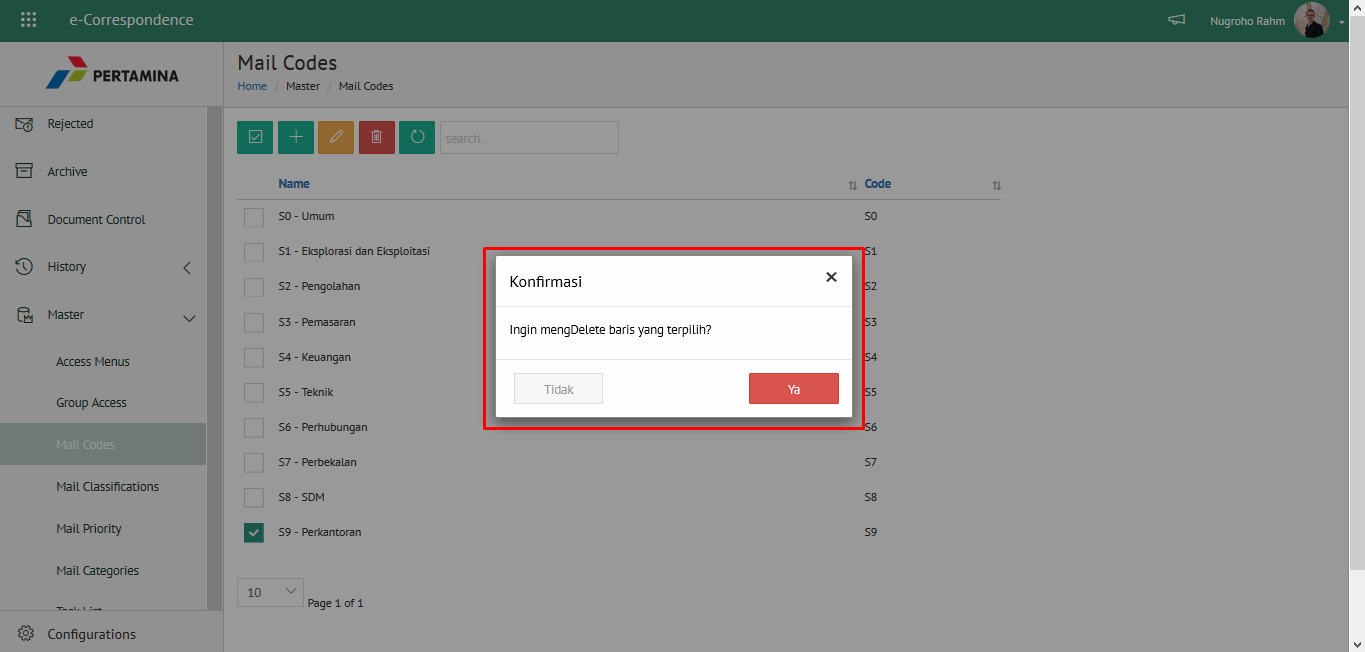 e-Correspondence
Nugroho Rahm
PERTAMINA
Mail Codes
Home / Master / Mail Codes
Rejected
Archive
Document Control
History
Master
Access Menus
Group Access
Mail Codes
Mail Classifications
Mail Priority
Mail Categories
Task List
Configurations
search..
Name Code
S0 - Umum S0
S1 - Eksplorasi dan Eksploitasi S1
S2 - Pengolahan S2
S3 - Pemasaran S3
S4 - Keuangan S4
S5 - Teknik S5
S6 - Perhubungan S6
S7 - Perbekalan S7
S8 - SDM S8
S9 - Perkantoran S9
10 Page 1 of 1
Konfirmasi
Ingin mengDelete baris yang terpilih?
Tidak Ya